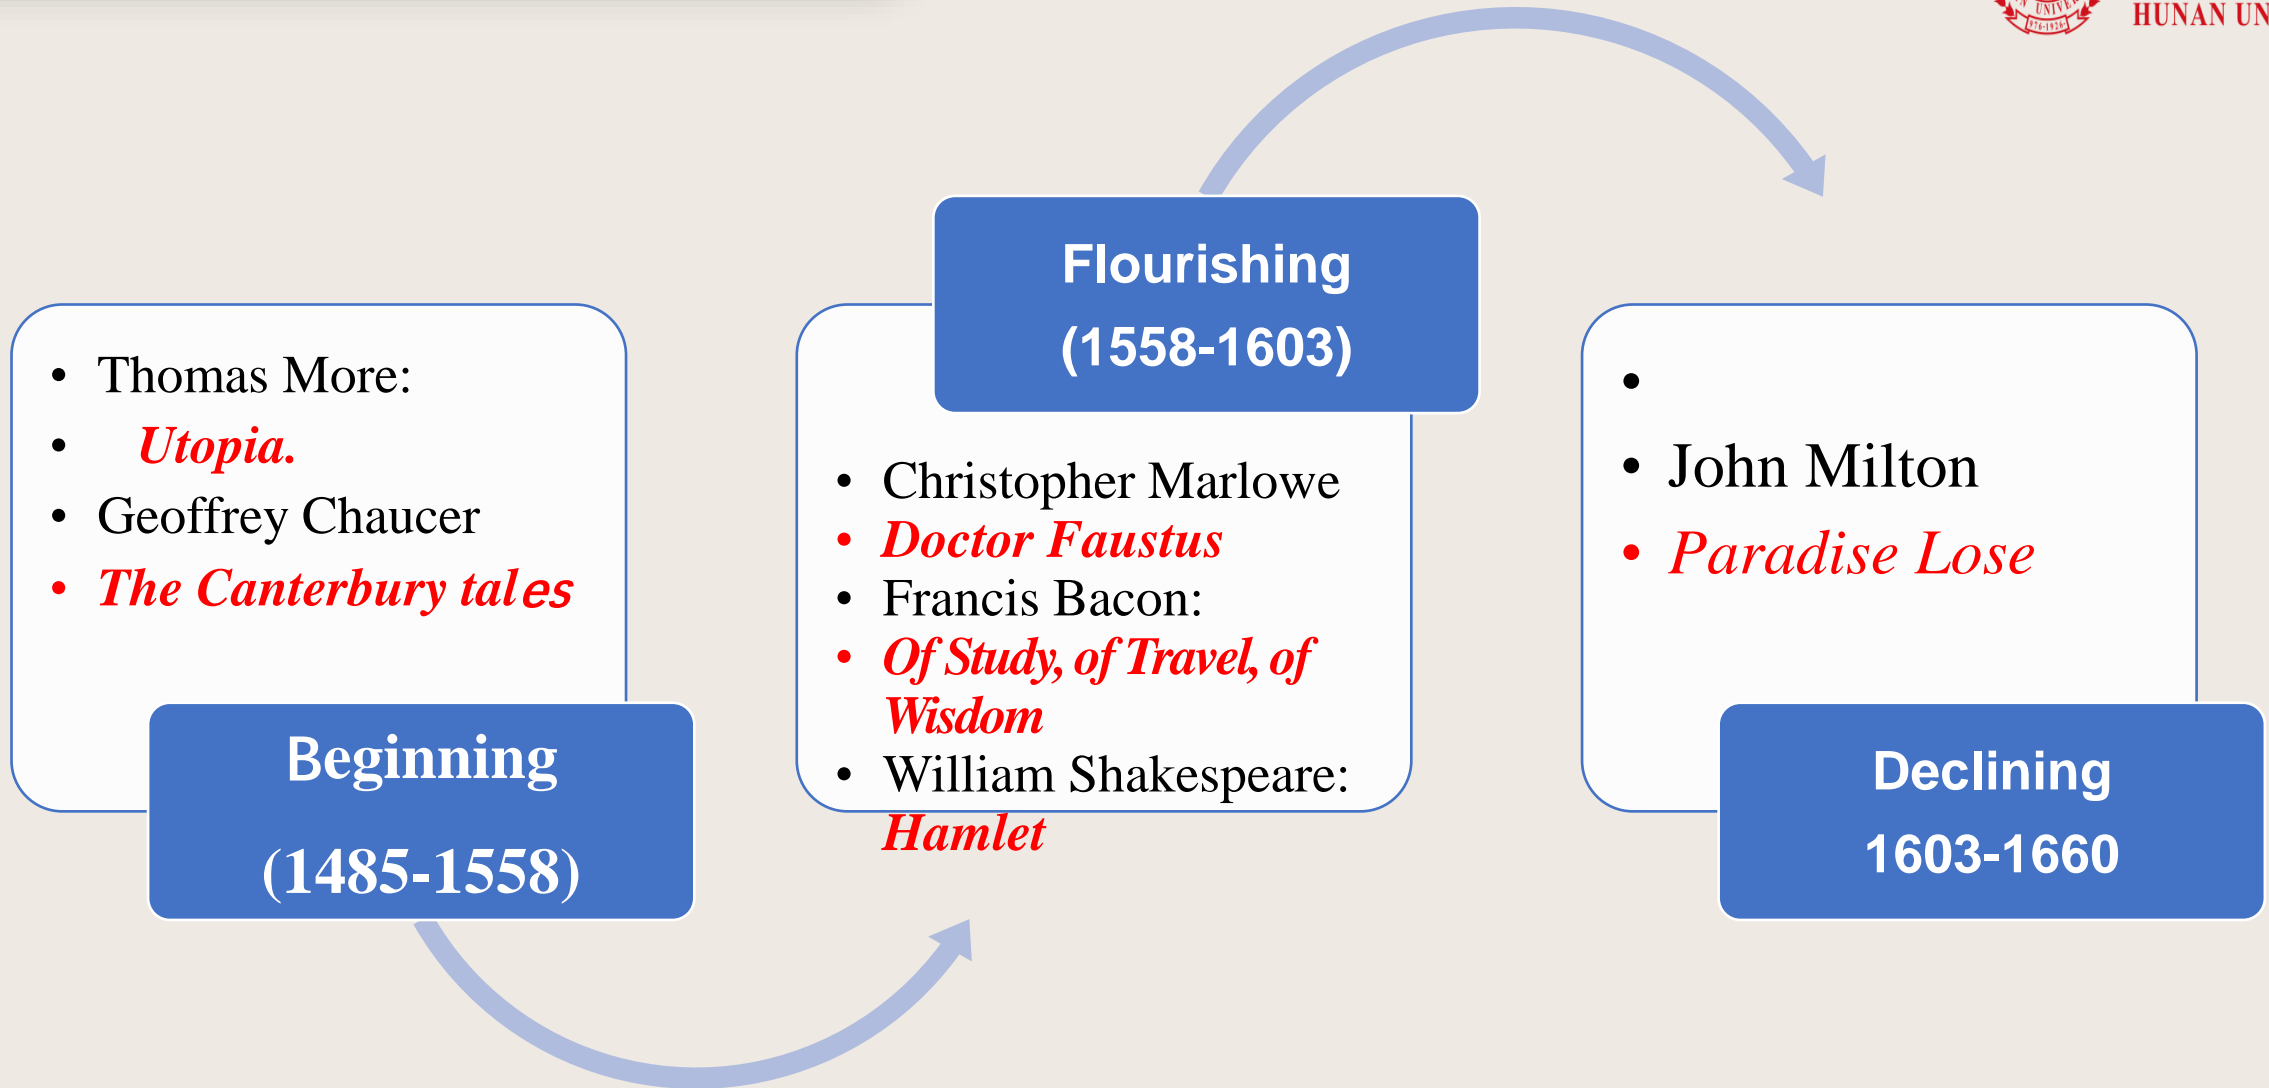 HUNAN UN
• Thomas More:
• Utopia.
• Geoffrey Chaucer
• The Canterbury tales
Beginning
(1485-1558)
Flourishing
(1558-1603)
• Christopher Marlowe
• Doctor Faustus
• Francis Bacon:
• Of Study, of Travel, of
Wisdom
• William Shakespeare:
Hamlet
•
• John Milton
• Paradise Lose
Declining
1603-1660